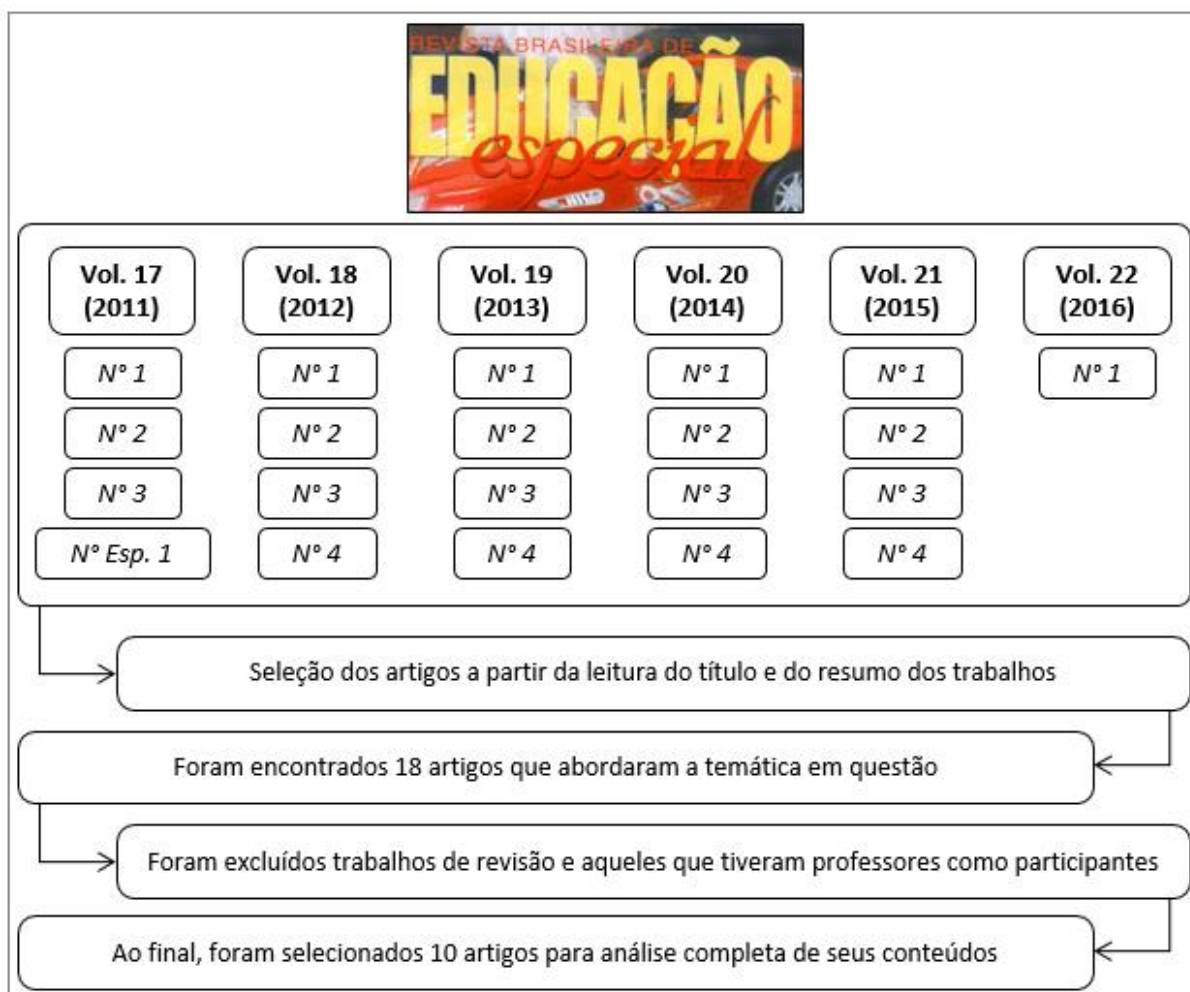 REVISTA BRASILEIRA DE
EDUCAÇÃO
especial
Vol. 17
(2011)
Vol. 18
(2012)
Vol. 19
(2013)
Vol. 20
(2014)
Vol. 21
(2015)
Vol. 22
(2016)
N° 1
N° 1
N° 1
N° 1
N° 1
N° 1
N° 2
N° 2
N° 2
N° 2
N° 2
N° 3
N° 3
N° 3
N° 3
N° 3
N° Esp. 1
N° 4
N° 4
N° 4
N° 4
Seleção dos artigos a partir da leitura do título e do resumo dos trabalhos
Foram encontrados 18 artigos que abordaram a temática em questão
Foram excluídos trabalhos de revisão e aqueles que tiveram professores como participantes
Ao final, foram selecionados 10 artigos para análise completa de seus conteúdos